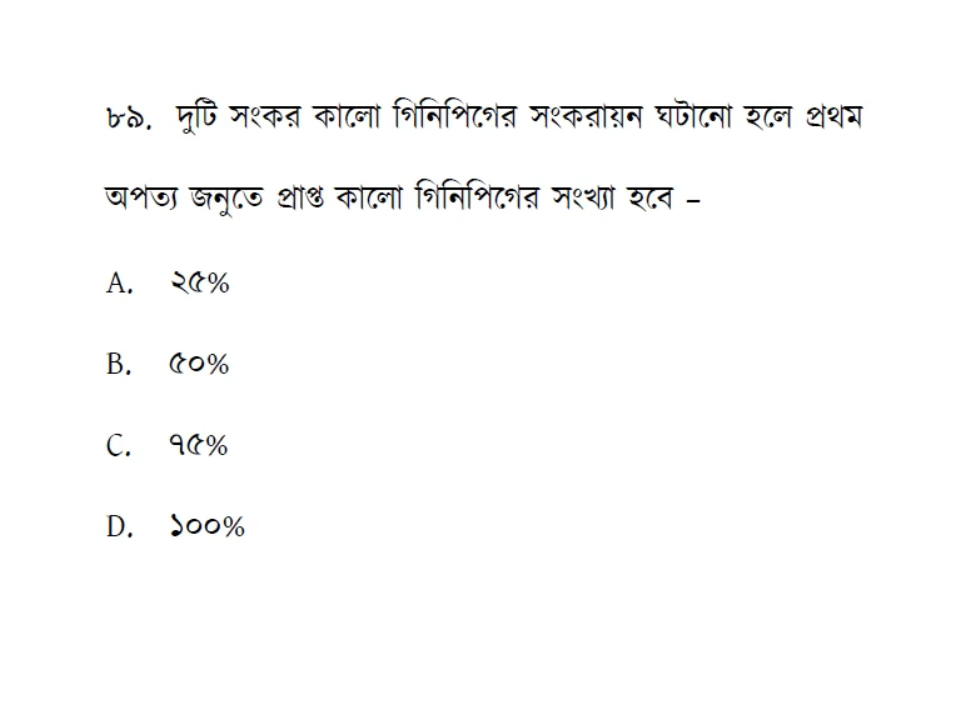 ৮৯. দুটি সংকর কালো গিনিপিগের সংকরায়ন ঘটানো হলে প্রথম
অপত্য জনুতে প্রাপ্ত কালো গিনিপিগের সংখ্যা হবে –
A. ২৫%
B. ৫০%
C. ৭৫%
D. ১০০%